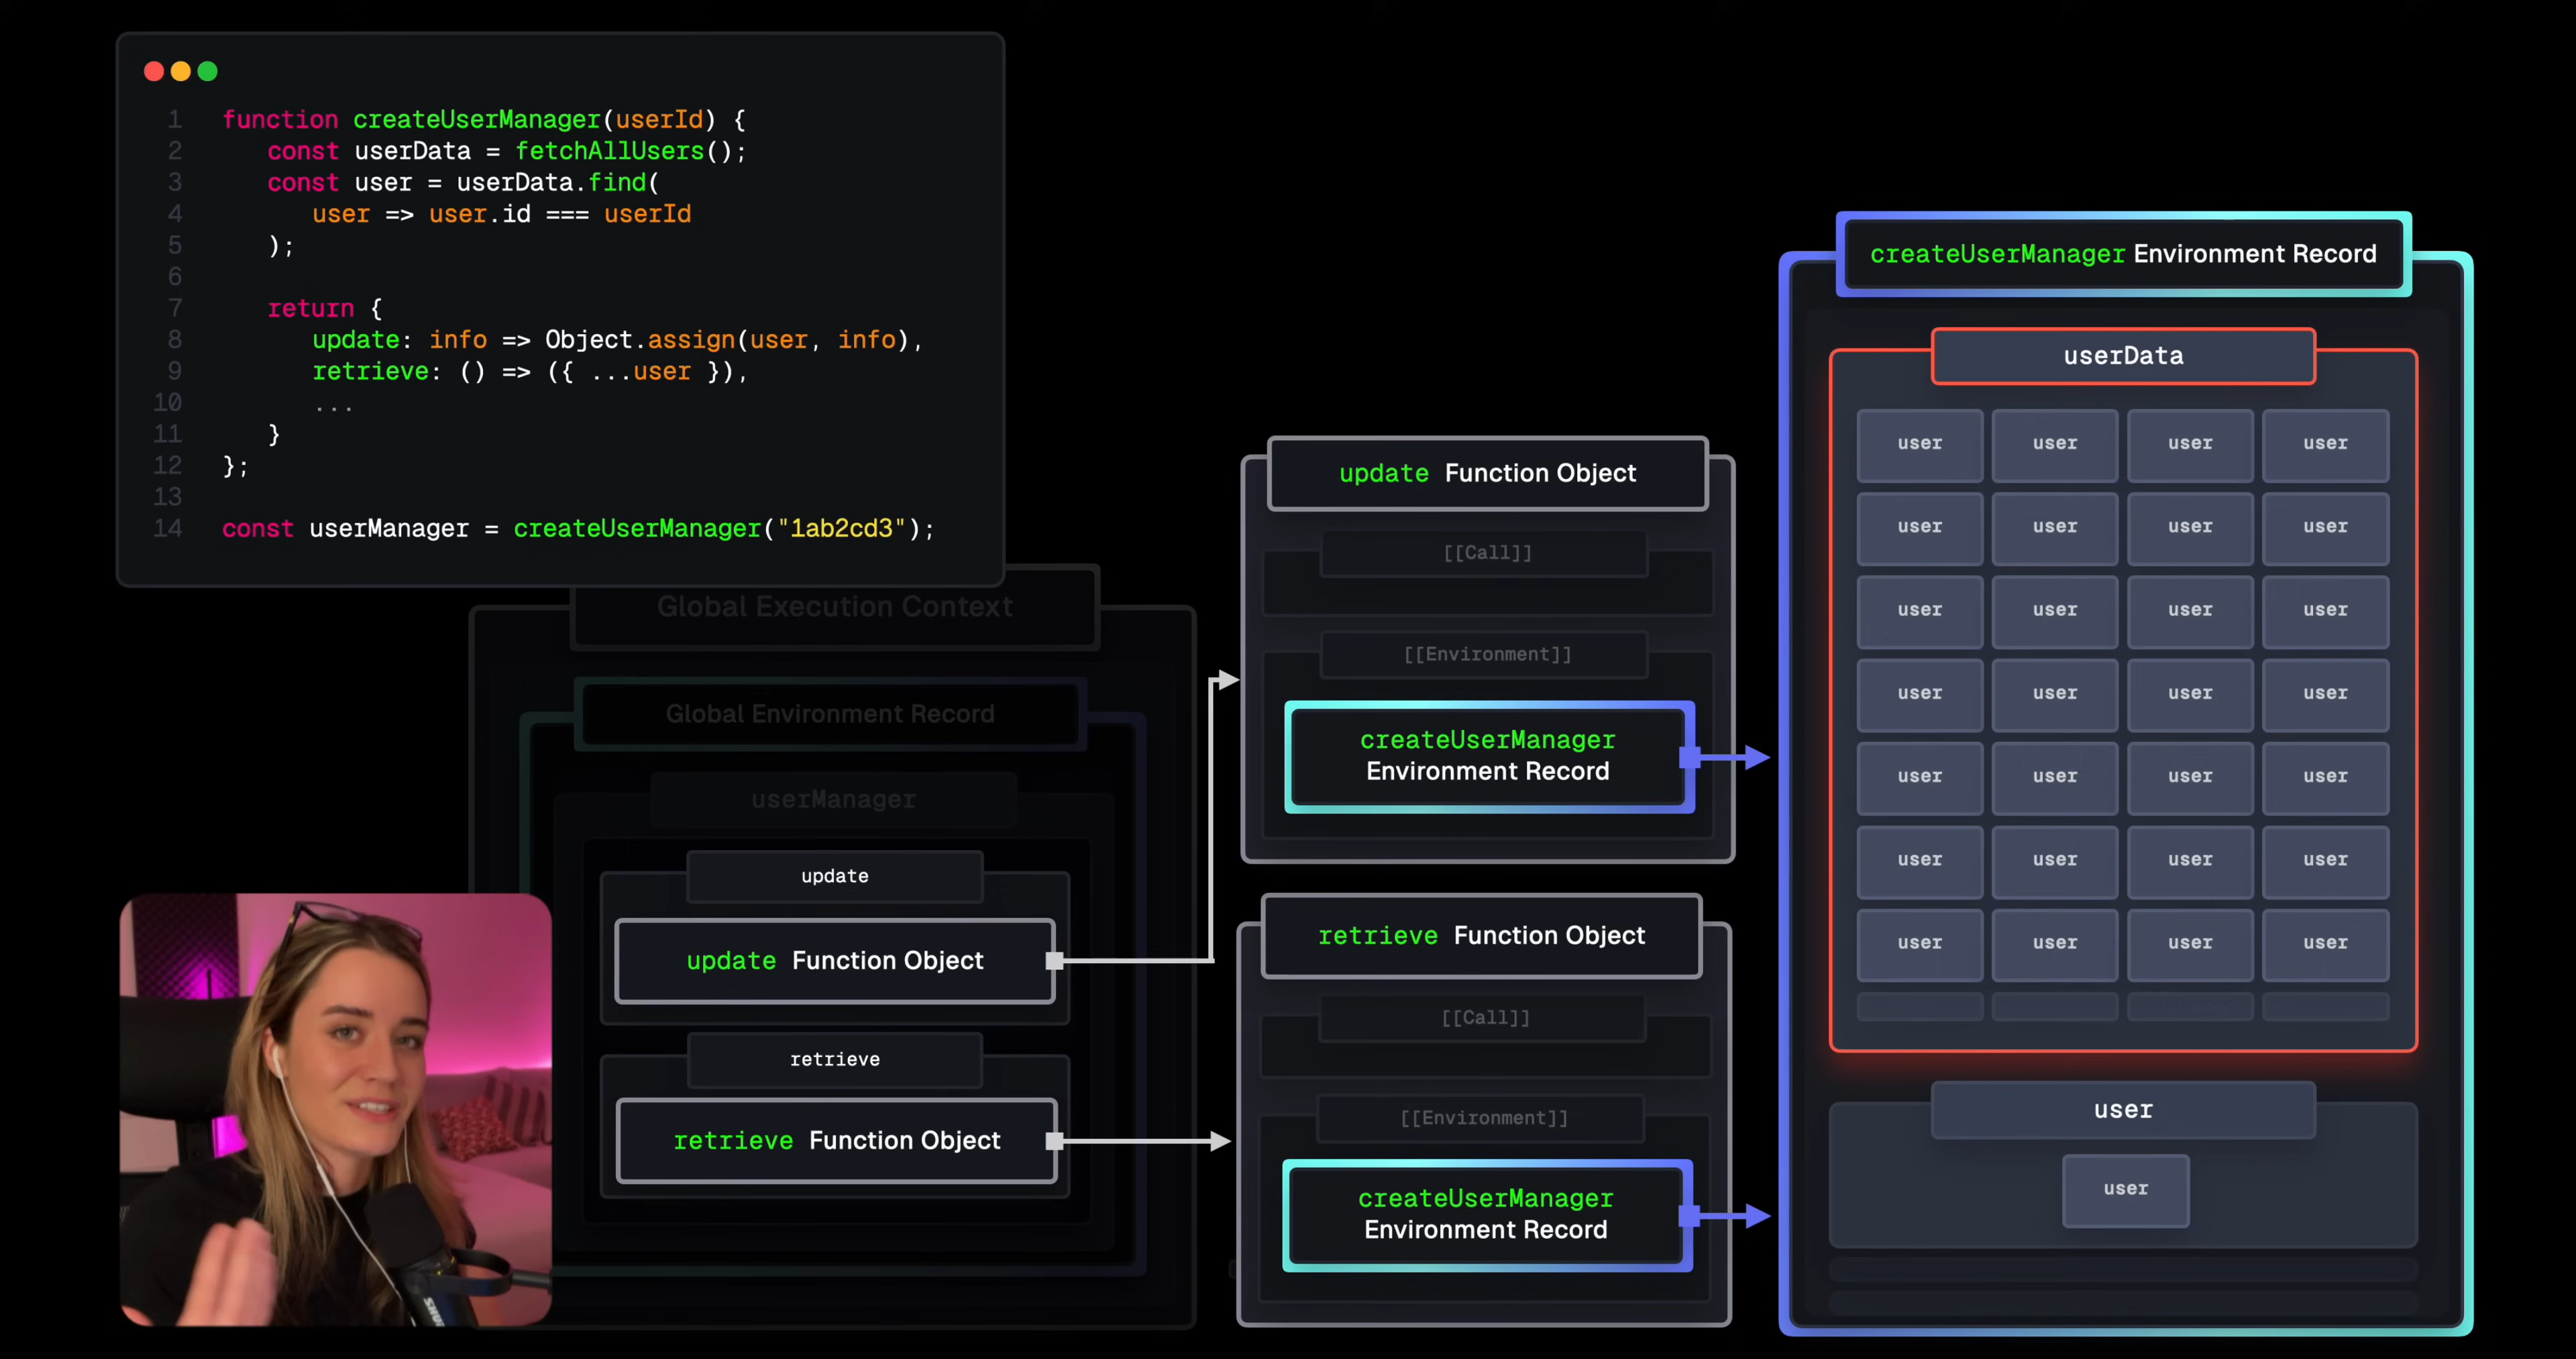 1 function createUserManager(userId) {
2 const userData = fetchAllUsers();
3 const user = userData.find(
4 user => user.id === userId
5 );
6
7 return {
8 update: info => Object.assign(user, info),
9 retrieve: () => ({ ...user }),
10 ...
11 }
12 };
13
14 const userManager = createUserManager("1ab2cd3");
Global Execution Context
Global Environment Record
userManager
update
update Function Object
retrieve
retrieve Function Object
update Function Object
[[Call]]
[[Environment]]
createUserManager
Environment Record
retrieve Function Object
[[Call]]
[[Environment]]
createUserManager
Environment Record
createUserManager Environment Record
userData
user user user user
user user user user
user user user user
user user user user
user user user user
user user user user
user user user user
user
user